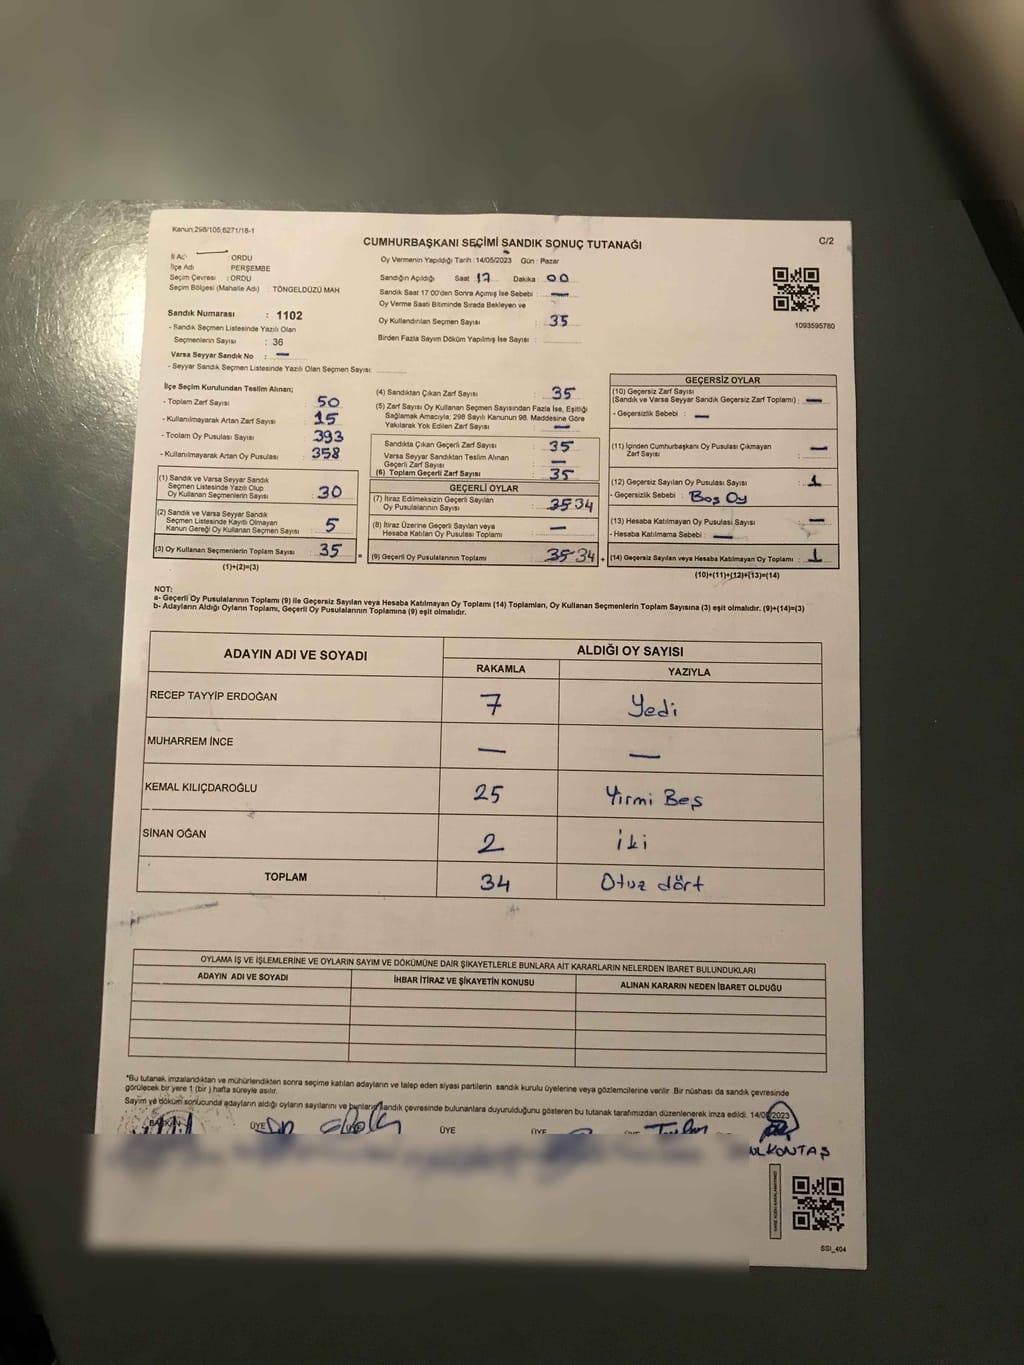 Kanun:298/105;6271/18-1
CUMHURBAŞKANI SEÇİMİ SANDIK SONUÇ TUTANAĞI
C/2
İl Adı : ORDU
İlçe Adı : PERŞEMBE
Seçim Çevresi : ORDU
Seçim Bölgesi (Mahalle Adı) : TÖNGELDÜZÜ MAH
Oy Vermenin Yapıldığı Tarih :14/05/2023 Gün : Pazar
Sandığın Açıldığı Saat : 17 Dakika : 00
Sandık Saat 17:00'den Sonra Açımış İse Sebebi : —
Oy Verme Saati Bitiminde Sırada Bekleyen ve
Oy Kullandırılan Seçmen Sayısı : 35
Birden Fazla Sayım Döküm Yapılmış İse Sayısı :
1093595780
Sandık Numarası : 1102
- Sandık Seçmen Listesinde Yazılı Olan
Seçmenlerin Sayısı : 36
Varsa Seyyar Sandık No : —
- Seyyar Sandık Seçmen Listesinde Yazılı Olan Seçmen Sayısı:
İlçe Seçim Kurulundan Teslim Alınan;
- Toplam Zarf Sayısı : 50
- Kullanılmayarak Artan Zarf Sayısı : 15
- Toplam Oy Pusulası Sayısı : 393
- Kullanılmayarak Artan Oy Pusulası : 358
(1) Sandık ve Varsa Seyyar Sandık
Seçmen Listesinde Yazılı Olup
Oy Kullanan Seçmenlerin Sayısı : 30
(2) Sandık ve Varsa Seyyar Sandık
Seçmen Listesinde Kayıtlı Olmayan
Kanun Gereği Oy Kullanan Seçmen Sayısı : 5
(3) Oy Kullanan Seçmenlerin Toplam Sayısı : 35
(1)+(2)=(3)
(4) Sandıktan Çıkan Zarf Sayısı : 35
(5) Zarf Sayısı Oy Kullanan Seçmen Sayısından Fazla İse, Eşitliği
Sağlamak Amacıyla; 298 Sayılı Kanunun 98. Maddesine Göre
Yakılarak Yok Edilen Zarf Sayısı : —
Sandıkta Çıkan Geçerli Zarf Sayısı : 35
Varsa Seyyar Sandıktan Teslim Alınan
Geçerli Zarf Sayısı : —
(6) Toplam Geçerli Zarf Sayısı : 35
GEÇERLİ OYLAR
(7) İtiraz Edilmeksizin Geçerli Sayılan
Oy Pusulalarının Sayısı : 35 34
(8) İtiraz Üzerine Geçerli Sayılan veya
Hesaba Katılan Oy Pusulası Toplamı : —
(9) Geçerli Oy Pusulalarının Toplamı : 35 34
GEÇERSİZ OYLAR
(10) Geçersiz Zarf Sayısı
(Sandık ve Varsa Seyyar Sandık Geçersiz Zarf Toplamı) : —
- Geçersizlik Sebebi : —
(11) İçinden Cumhurbaşkanı Oy Pusulası Çıkmayan
Zarf Sayısı : —
(12) Geçersiz Sayılan Oy Pusulası Sayısı : 1
- Geçersizlik Sebebi : Boş Oy
(13) Hesaba Katılmayan Oy Pusulası Sayısı : —
- Hesaba Katılmama Sebebi : —
(14) Geçersiz Sayılan veya Hesaba Katılmayan Oy Toplamı : 1
(10)+(11)+(12)+(13)=(14)
NOT:
a- Geçerli Oy Pusulalarının Toplamı (9) ile Geçersiz Sayılan veya Hesaba Katılmayan Oy Toplamı (14) Toplamları, Oy Kullanan Seçmenlerin Toplam Sayısına (3) eşit olmalıdır. (9)+(14)=(3)
b- Adayların Aldığı Oyların Toplamı, Geçerli Oy Pusulalarının Toplamına (9) eşit olmalıdır.
ADAYIN ADI VE SOYADI
ALDIĞI OY SAYISI
RAKAMLA YAZIYLA
RECEP TAYYİP ERDOĞAN 7 Yedi
MUHARREM İNCE — —
KEMAL KILIÇDAROĞLU 25 Yirmi Beş
SİNAN OĞAN 2 iki
TOPLAM 34 Otuz dört
OYLAMA İŞ VE İŞLEMLERİNE VE OYLARIN SAYIM VE DÖKÜMÜNE DAİR ŞİKAYETLERLE BUNLARA AİT KARARLARIN NELERDEN İBARET BULUNDUKLARI
ADAYIN ADI VE SOYADI İHBAR İTİRAZ VE ŞİKAYETİN KONUSU ALINAN KARARIN NEDEN İBARET OLDUĞU
*Bu tutanak imzalandıktan ve mühürlendikten sonra seçime katılan adayların ve talep eden siyasi partilerin sandık kurulu üyelerine veya gözlemcilerine verilir. Bir nüshası da sandık çevresinde
görülecek bir yere 1 (bir) hafta süreyle asılır.
Sayım ve döküm sonucunda adayların aldığı oyların sayılarını ve bunların sandık çevresinde bulunanlara duyurulduğunu gösteren bu tutanak tarafımızdan düzenlenerek imza edildi. 14/05/2023
BAŞKAN ÜYE ÜYE ÜYE ÜYE
SSI_404